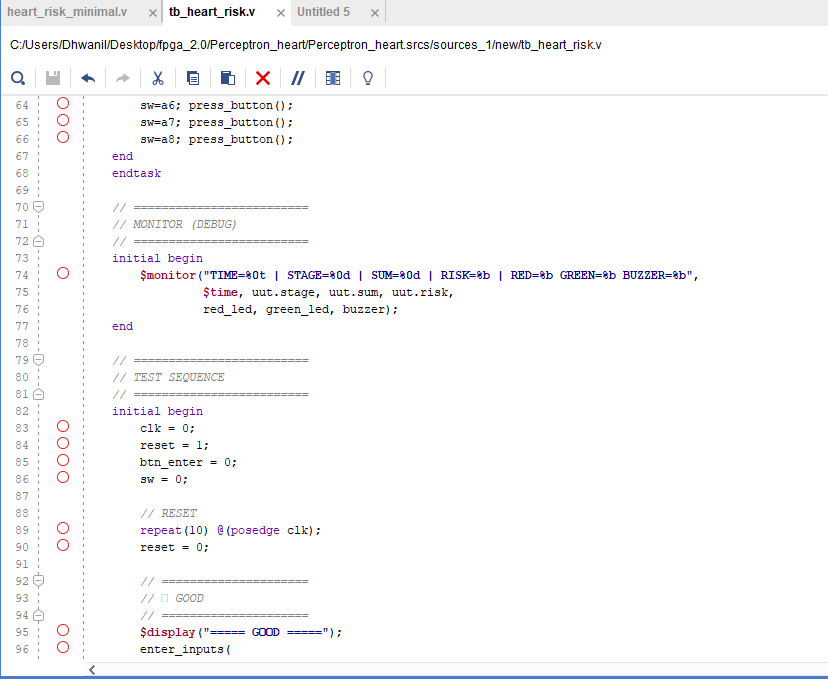 heart_risk_minimal.v × tb_heart_risk.v × Untitled 5 ×
C:/Users/Dhwanil/Desktop/fpga_2.0/Perceptron_heart/Perceptron_heart.srcs/sources_1/new/tb_heart_risk.v
64 sw=a6; press_button();
65 sw=a7; press_button();
66 sw=a8; press_button();
67 end
68 endtask
69
70 // =========================
71 // MONITOR (DEBUG)
72 // =========================
73 initial begin
74 $monitor("TIME=%0t | STAGE=%0d | SUM=%0d | RISK=%b | RED=%b GREEN=%b BUZZER=%b",
75 $time, uut.stage, uut.sum, uut.risk,
76 red_led, green_led, buzzer);
77 end
78
79 // =========================
80 // TEST SEQUENCE
81 // =========================
82 initial begin
83 clk = 0;
84 reset = 1;
85 btn_enter = 0;
86 sw = 0;
87
88 // RESET
89 repeat(10) @(posedge clk);
90 reset = 0;
91
92 // =====================
93 // GOOD
94 // =====================
95 $display("===== GOOD =====");
96 enter_inputs(